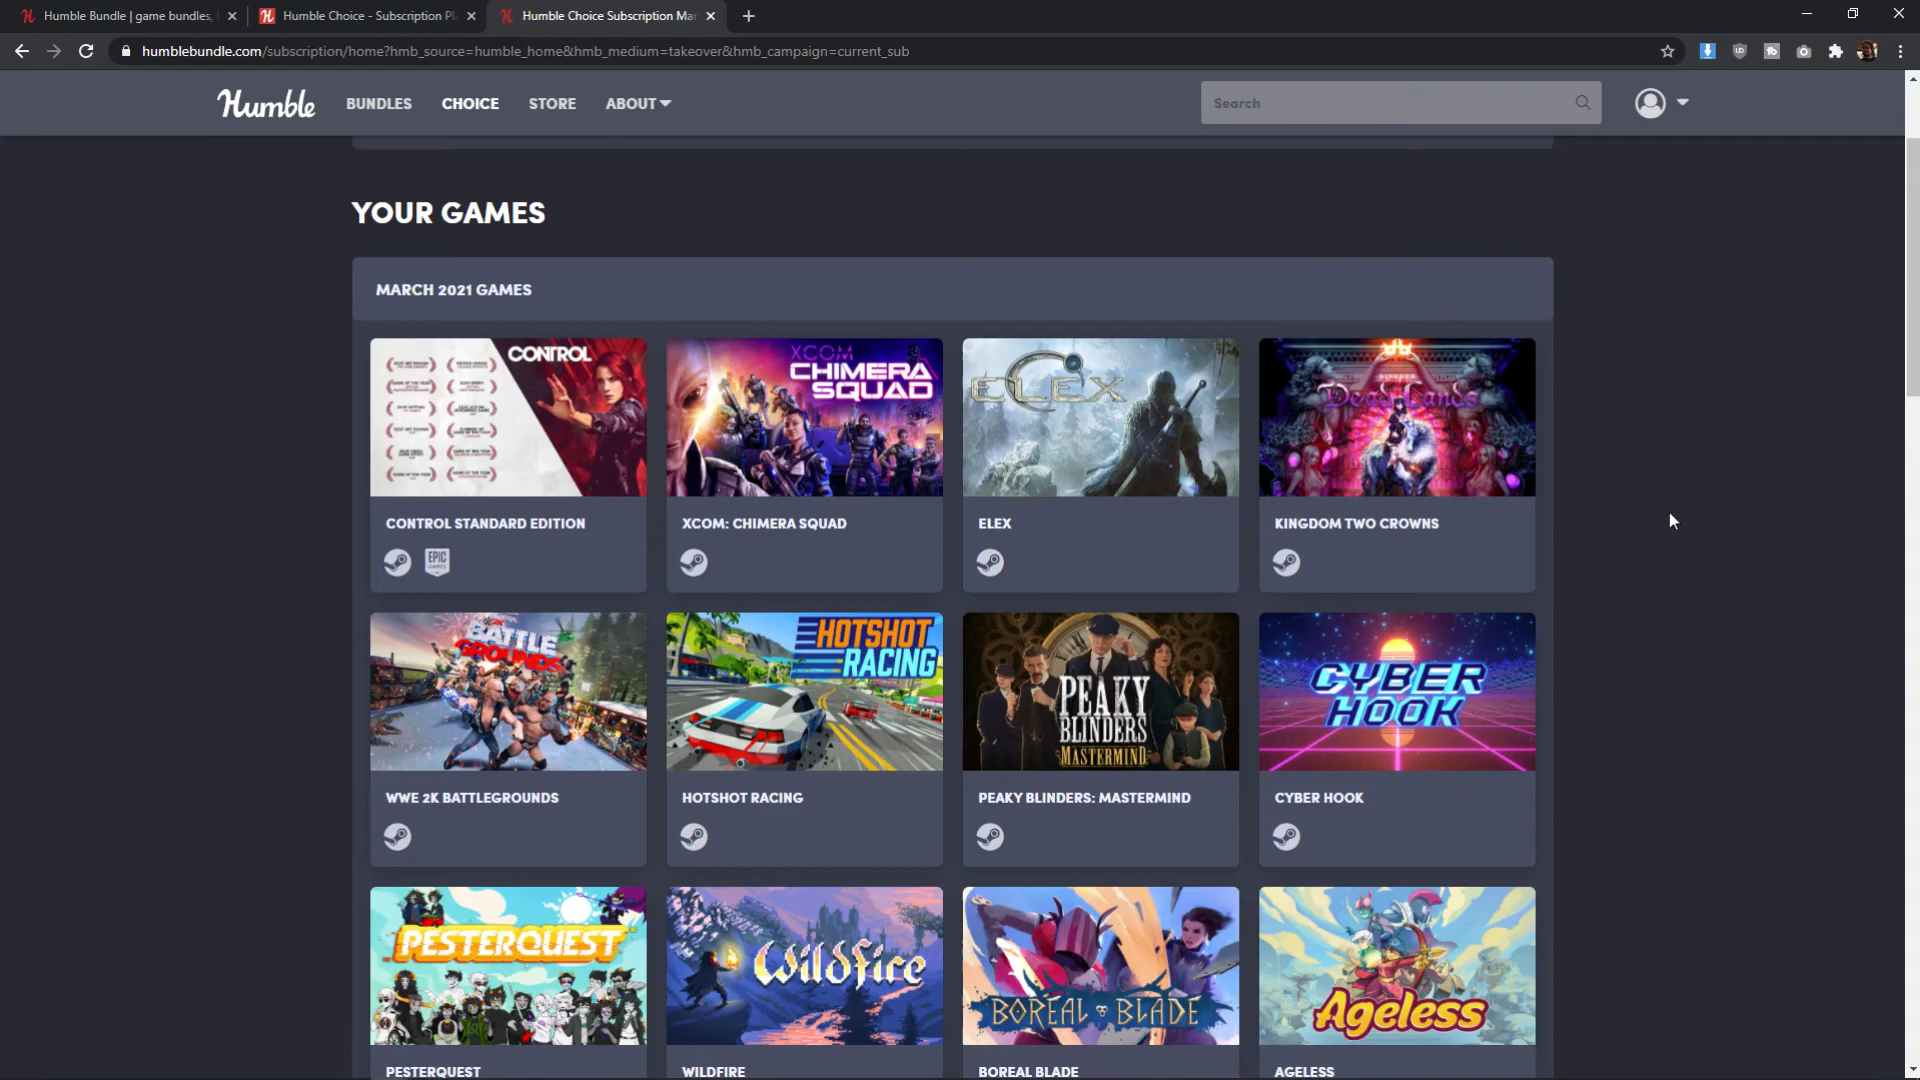 Humble Bundle | game bundles,
Humble Choice - Subscription Pl
Humble Choice Subscription Ma
humblebundle.com/subscription/home?hmb_source=humble_home&hmb_medium=takeover&hmb_campaign=current_sub
Humble BUNDLES CHOICE STORE ABOUT Search
YOUR GAMES
MARCH 2021 GAMES
CONTROL
XCOM
CHIMERA
SQUAD
ELEX
KINGDOM
Dead Lands
CONTROL STANDARD EDITION
XCOM: CHIMERA SQUAD
ELEX
KINGDOM TWO CROWNS
EPIC
GAMES
BATTLE
GROUNDS
HOTSHOT
RACING
PEAKY
BLINDERS
MASTERMIND
CYBER
HOOK
WWE 2K BATTLEGROUNDS
HOTSHOT RACING
PEAKY BLINDERS: MASTERMIND
CYBER HOOK
PESTERQUEST
Wildfire
BOREAL BLADE
Ageless
PESTERQUEST
WILDFIRE
BOREAL BLADE
AGELESS